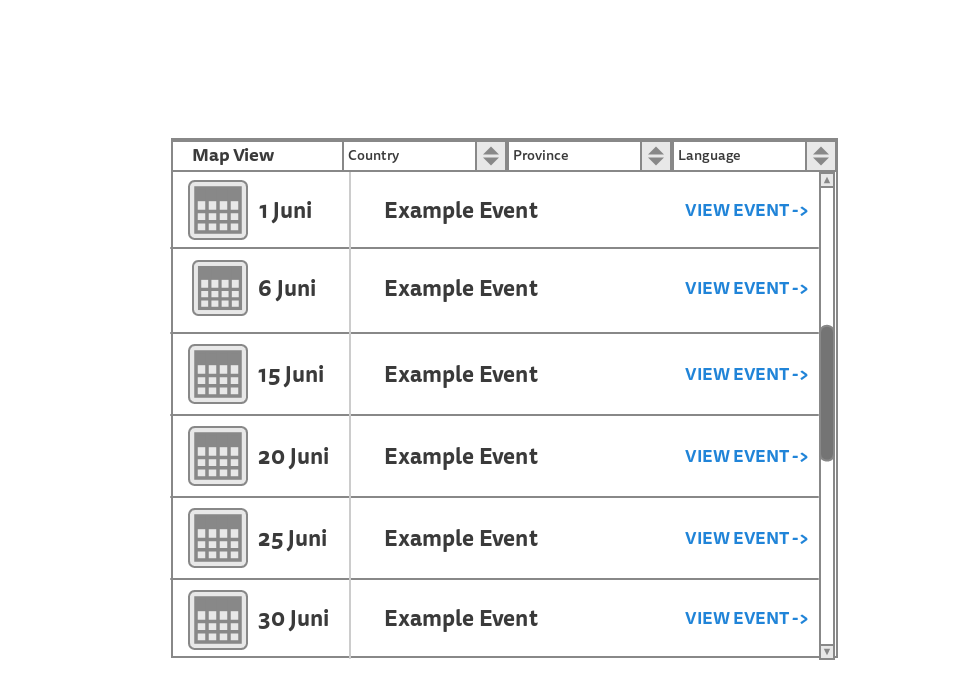 Map View Country Province Language
1 Juni Example Event VIEW EVENT ->
6 Juni Example Event VIEW EVENT ->
15 Juni Example Event VIEW EVENT ->
20 Juni Example Event VIEW EVENT ->
25 Juni Example Event VIEW EVENT ->
30 Juni Example Event VIEW EVENT ->